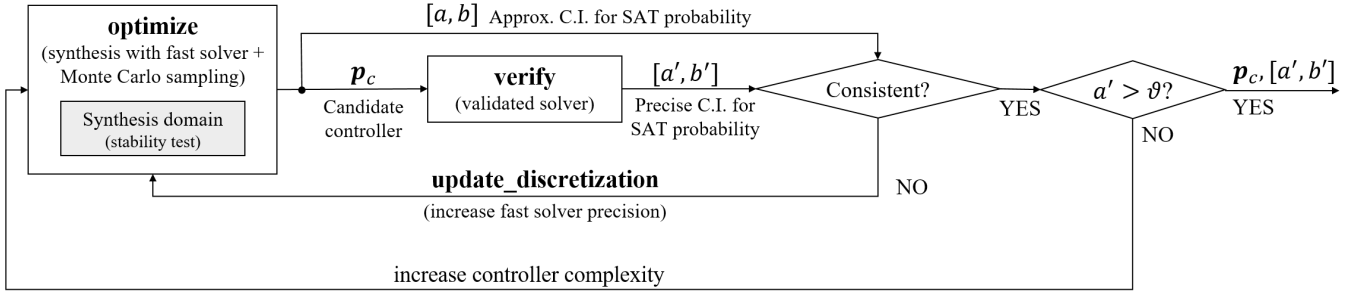 optimize
(synthesis with fast solver +
Monte Carlo sampling)
Synthesis domain
(stability test)
[a, b] Approx. C.I. for SAT probability
p_c
Candidate
controller
verify
(validated solver)
[a′, b′]
Precise C.I. for
SAT probability
Consistent?
YES
a′ > ϑ?
p_c, [a′, b′]
YES
NO
NO
update_discretization
(increase fast solver precision)
increase controller complexity